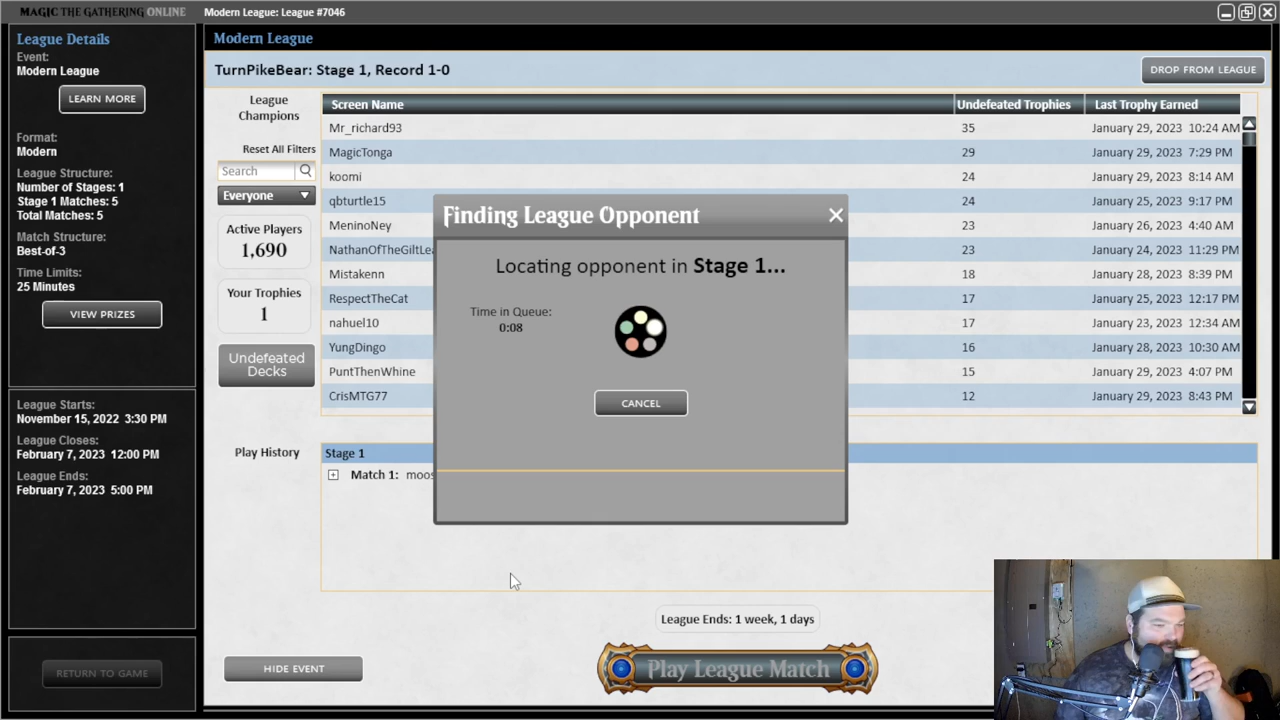 MAGIC THE GATHERING ONLINE
Modern League: League #7046
League Details
Event:
Modern League
LEARN MORE
Format:
Modern
League Structure:
Number of Stages: 1
Stage 1 Matches: 5
Total Matches: 5
Match Structure:
Best-of-3
Time Limits:
25 Minutes
VIEW PRIZES
League Starts:
November 15, 2022 3:30 PM
League Closes:
February 7, 2023 12:00 PM
League Ends:
February 7, 2023 5:00 PM
RETURN TO GAME
Modern League
TurnPikeBear: Stage 1, Record 1-0
DROP FROM LEAGUE
League
Champions
Reset All Filters
Search
Everyone
Active Players
1,690
Your Trophies
1
Undefeated
Decks
Screen Name Undefeated Trophies Last Trophy Earned
Mr_richard93 35 January 29, 2023 10:24 AM
MagicTonga 29 January 29, 2023 7:29 PM
koomi 24 January 29, 2023 8:14 AM
qbturtle15 24 January 25, 2023 9:17 PM
MeninoNey 23 January 26, 2023 4:40 AM
NathanOfTheGiltLea 23 January 24, 2023 11:29 PM
Mistakenn 18 January 28, 2023 8:39 PM
RespectTheCat 17 January 25, 2023 12:17 PM
nahuel10 17 January 23, 2023 12:34 AM
YungDingo 16 January 28, 2023 10:30 AM
PuntThenWhine 15 January 29, 2023 4:07 PM
CrisMTG77 12 January 29, 2023 8:43 PM
Finding League Opponent
Locating opponent in Stage 1...
Time in Queue:
0:08
CANCEL
Play History
Stage 1
Match 1: moos
League Ends: 1 week, 1 days
HIDE EVENT
Play League Match